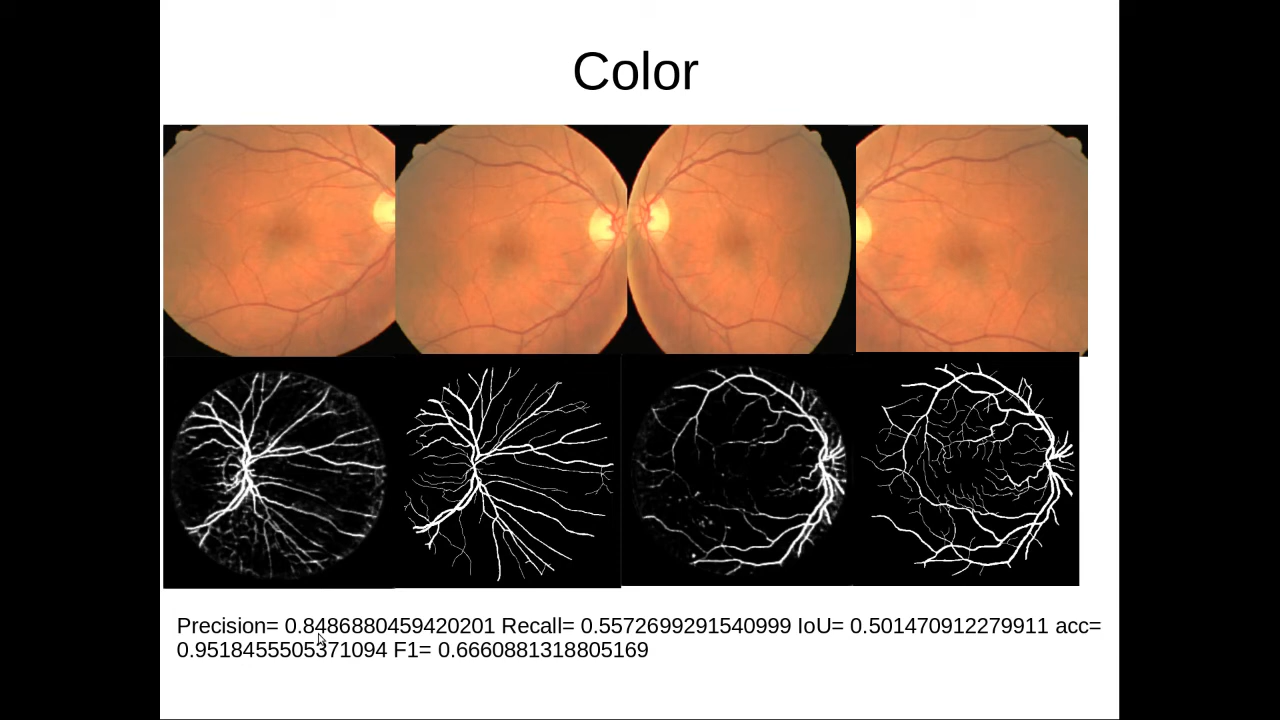 Color
Precision= 0.8486880459420201 Recall= 0.5572699291540999 IoU= 0.501470912279911 acc=
0.9518455505371094 F1= 0.6660881318805169